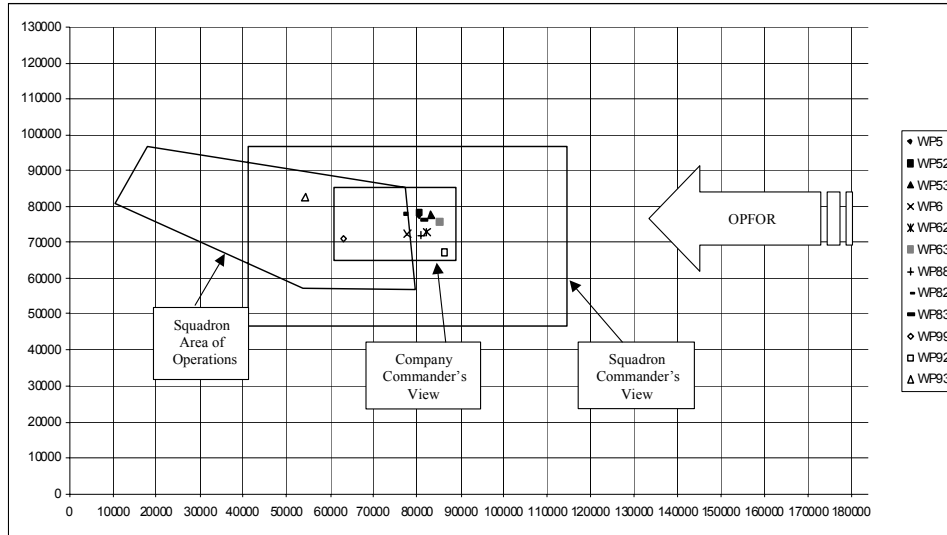 130000
120000
110000
100000
90000
80000
70000
60000
50000
40000
30000
20000
10000
0
0 10000 20000 30000 40000 50000 60000 70000 80000 90000 100000 110000 120000 130000 140000 150000 160000 170000 180000
OPFOR
Squadron
Area of
Operations
Company
Commander's
View
Squadron
Commander's
View
WP5
WP52
WP53
WP6
WP62
WP63
WP88
WP82
WP83
WP99
WP92
WP93